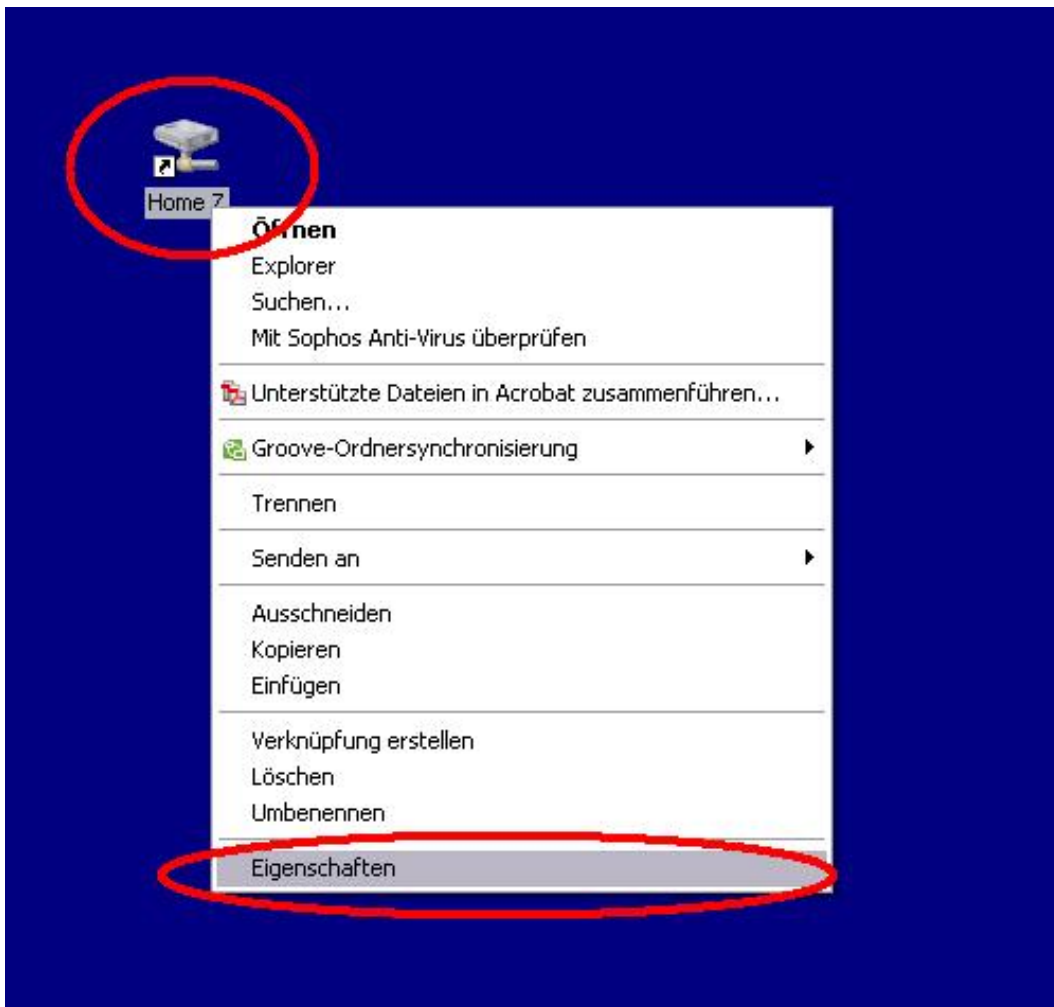 Home 7
Öffnen
Explorer
Suchen...
Mit Sophos Anti-Virus überprüfen
Unterstützte Dateien in Acrobat zusammenführen...
Groove-Ordnersynchronisierung
Trennen
Senden an
Ausschneiden
Kopieren
Einfügen
Verknüpfung erstellen
Löschen
Umbenennen
Eigenschaften